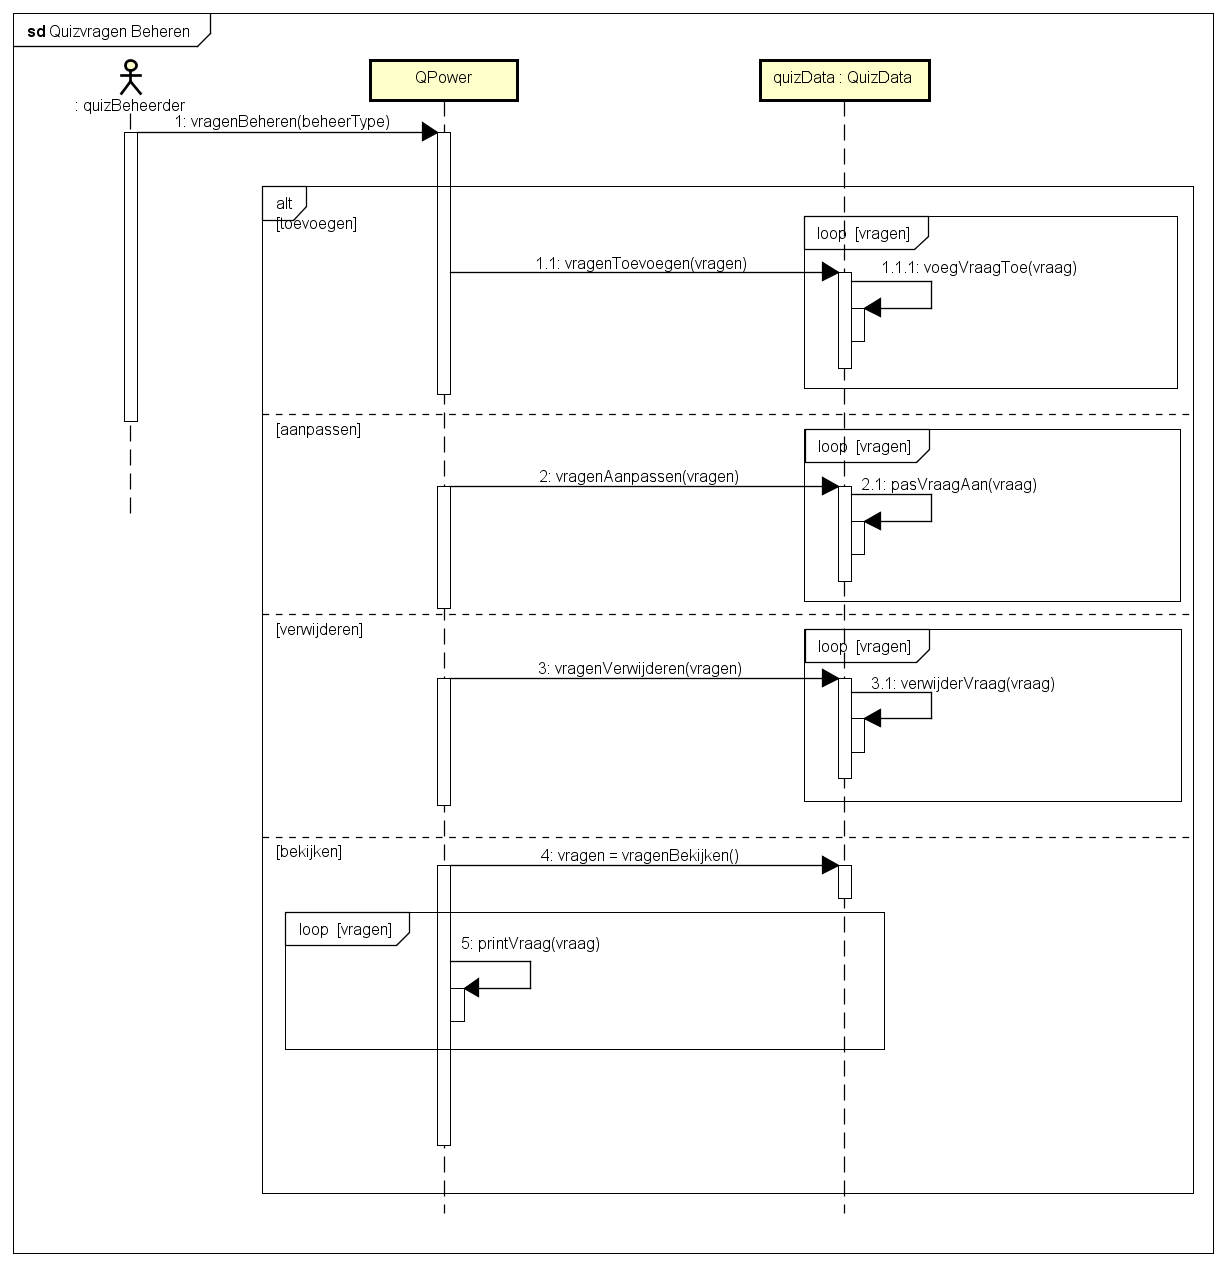 sd Quizvragen Beheren
: quizBeheerder
QPower
quizData : QuizData
1: vragenBeheren(beheerType)
alt
[toevoegen]
loop [vragen]
1.1: vragenToevoegen(vragen)
1.1.1: voegVraagToe(vraag)
[aanpassen]
loop [vragen]
2: vragenAanpassen(vragen)
2.1: pasVraagAan(vraag)
[verwijderen]
loop [vragen]
3: vragenVerwijderen(vragen)
3.1: verwijderVraag(vraag)
[bekijken]
4: vragen = vragenBekijken()
loop [vragen]
5: printVraag(vraag)